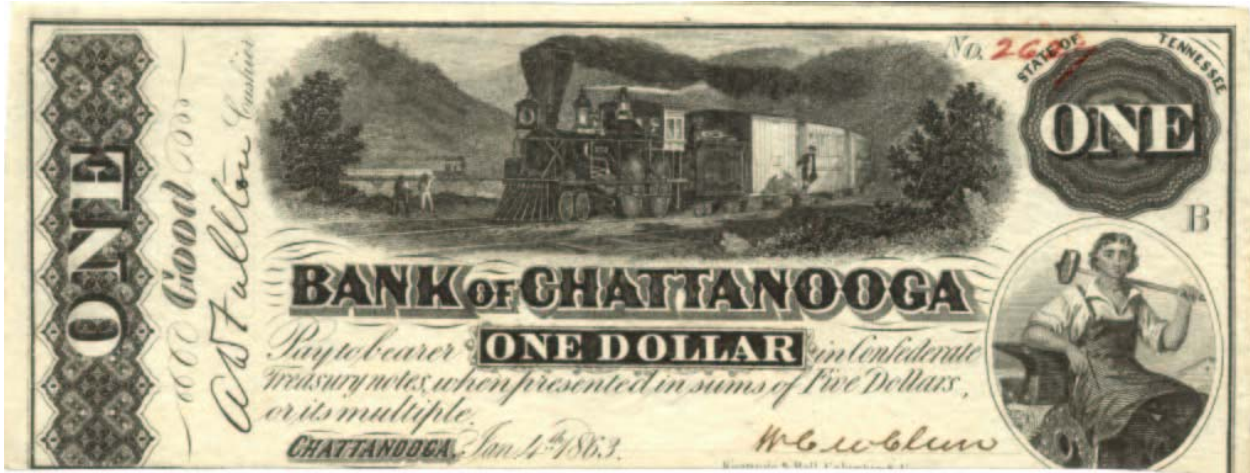 ONE
Good
Cashier
No.
STATE OF TENNESSEE
ONE
B
BANK OF CHATTANOOGA
Pay to bearer ONE DOLLAR in Confederate
Treasury notes, when presented in sums of Five Dollars,
or its multiple.
CHATTANOOGA, Jan 4th 1863.